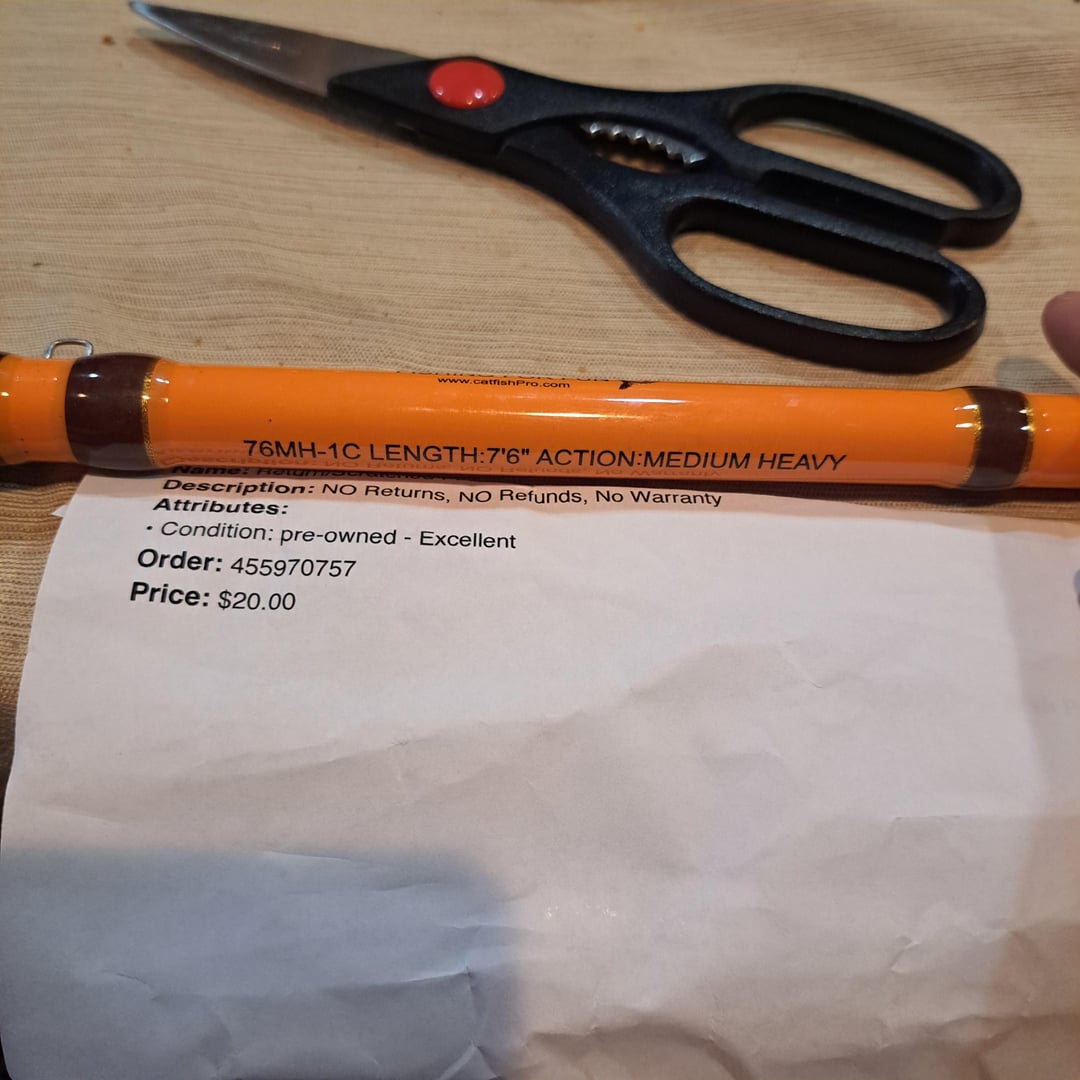 www.catfishPro.com
76MH-1C LENGTH:7'6" ACTION:MEDIUM HEAVY
Name:
Description: NO Returns, NO Refunds, No Warranty
Attributes:
• Condition: pre-owned - Excellent
Order: 455970757
Price: $20.00